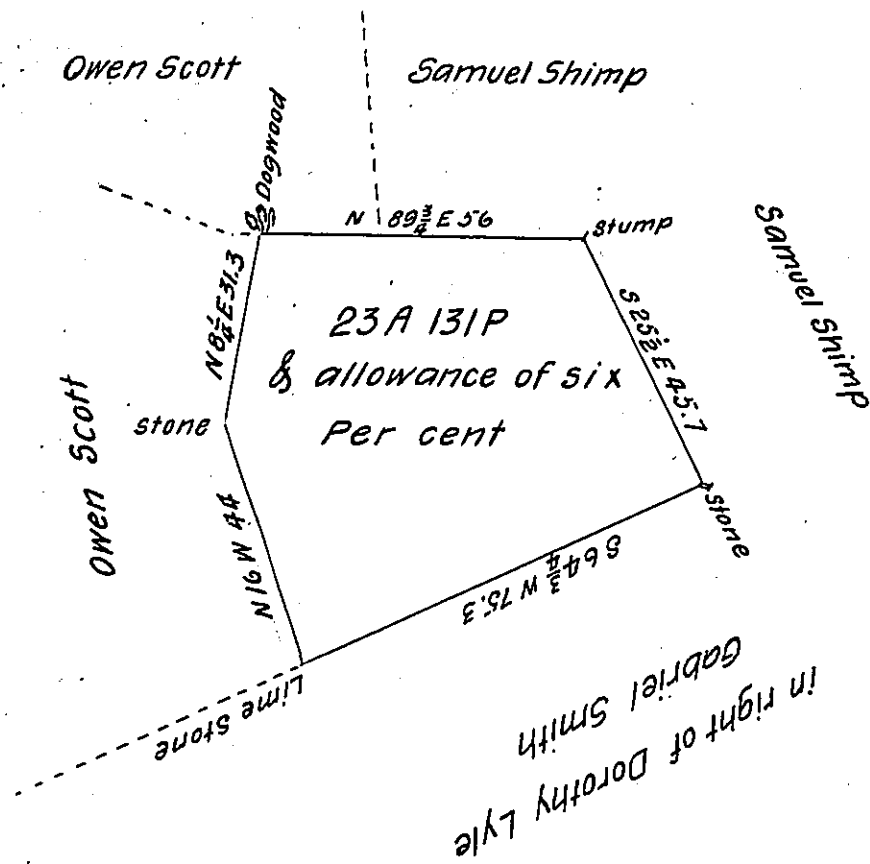 Owen Scott
Samuel Shimp
Dogwood
N 89¾ E 56
Stump
Samuel Shimp
N 8¼ E 31.3
S 25½ E 45.7
23 A 131 P
& allowance of six
Per cent
Owen Scott
stone
N 16 W 44
Stone
S 64¾ W 75.3
Lime Stone
Gabriel Smith
in right of Dorothy Lyle